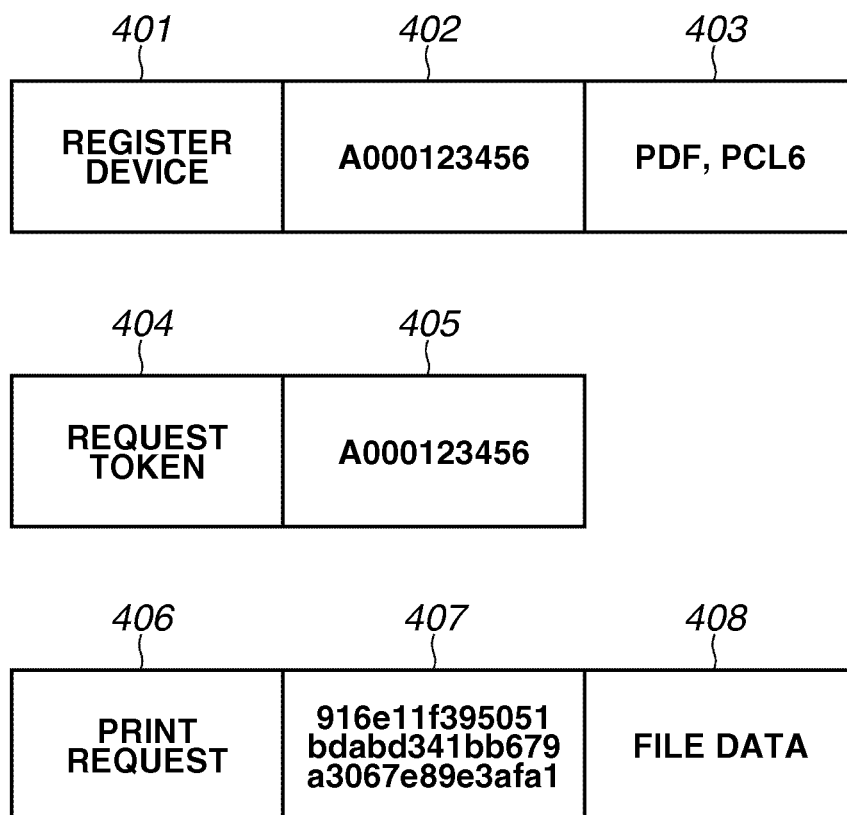 401 402 403
REGISTER
DEVICE
A000123456
PDF, PCL6
404 405
REQUEST
TOKEN
A000123456
406 407 408
PRINT
REQUEST
916e11f395051
bdabd341bb679
a3067e89e3afa1
FILE DATA